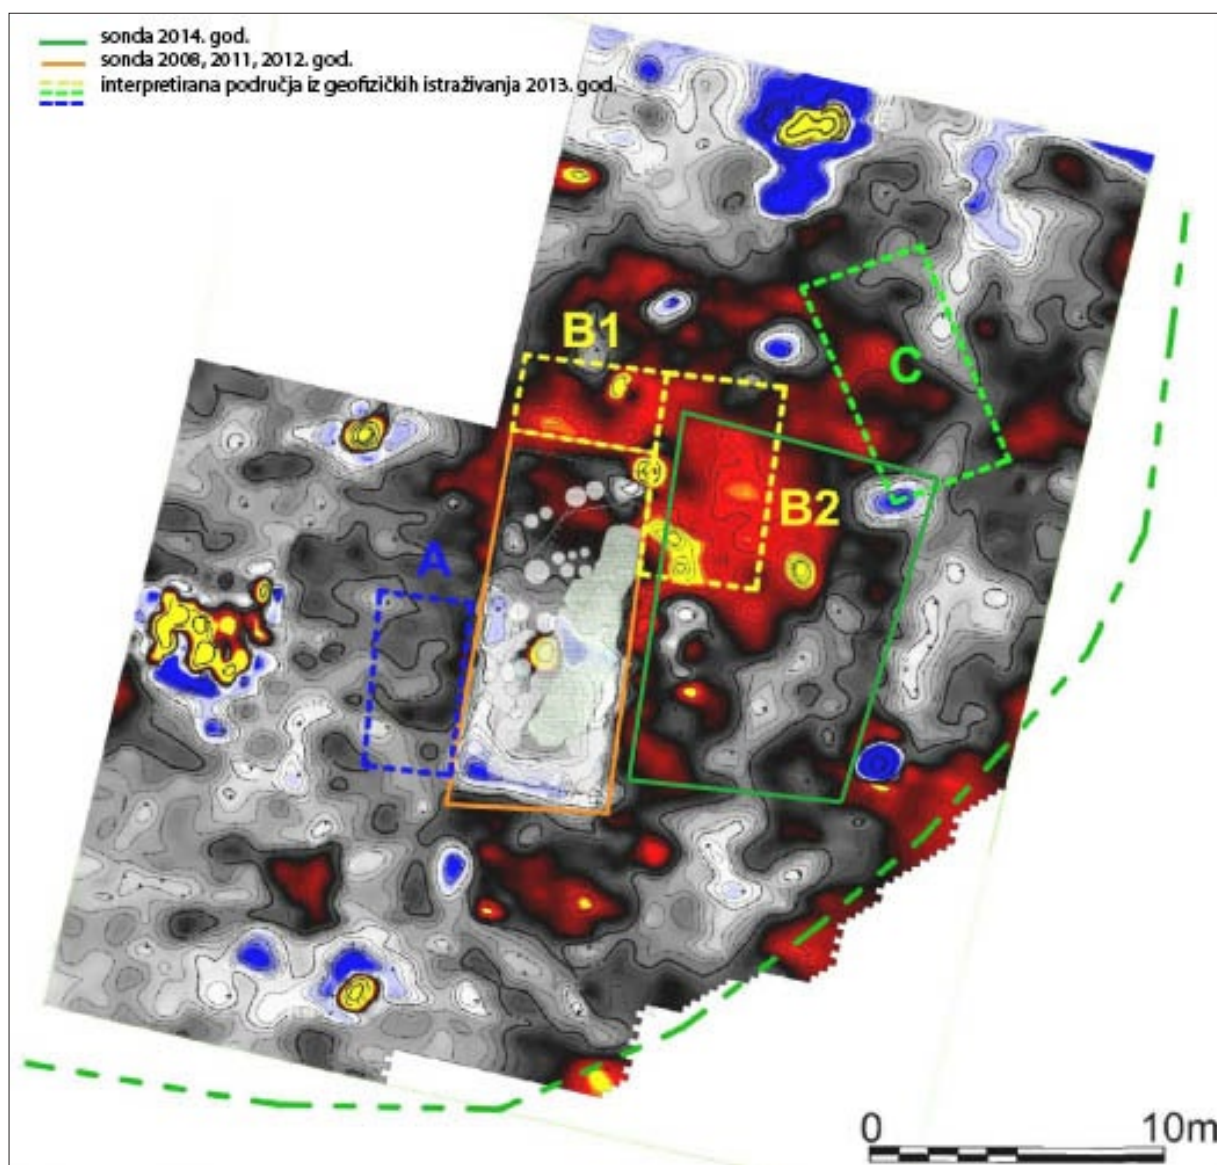 sonda 2014. god.
sonda 2008, 2011, 2012. god.
interpretirana područja iz geofizičkih istraživanja 2013. god.
B1
C
B2
A
0 10m